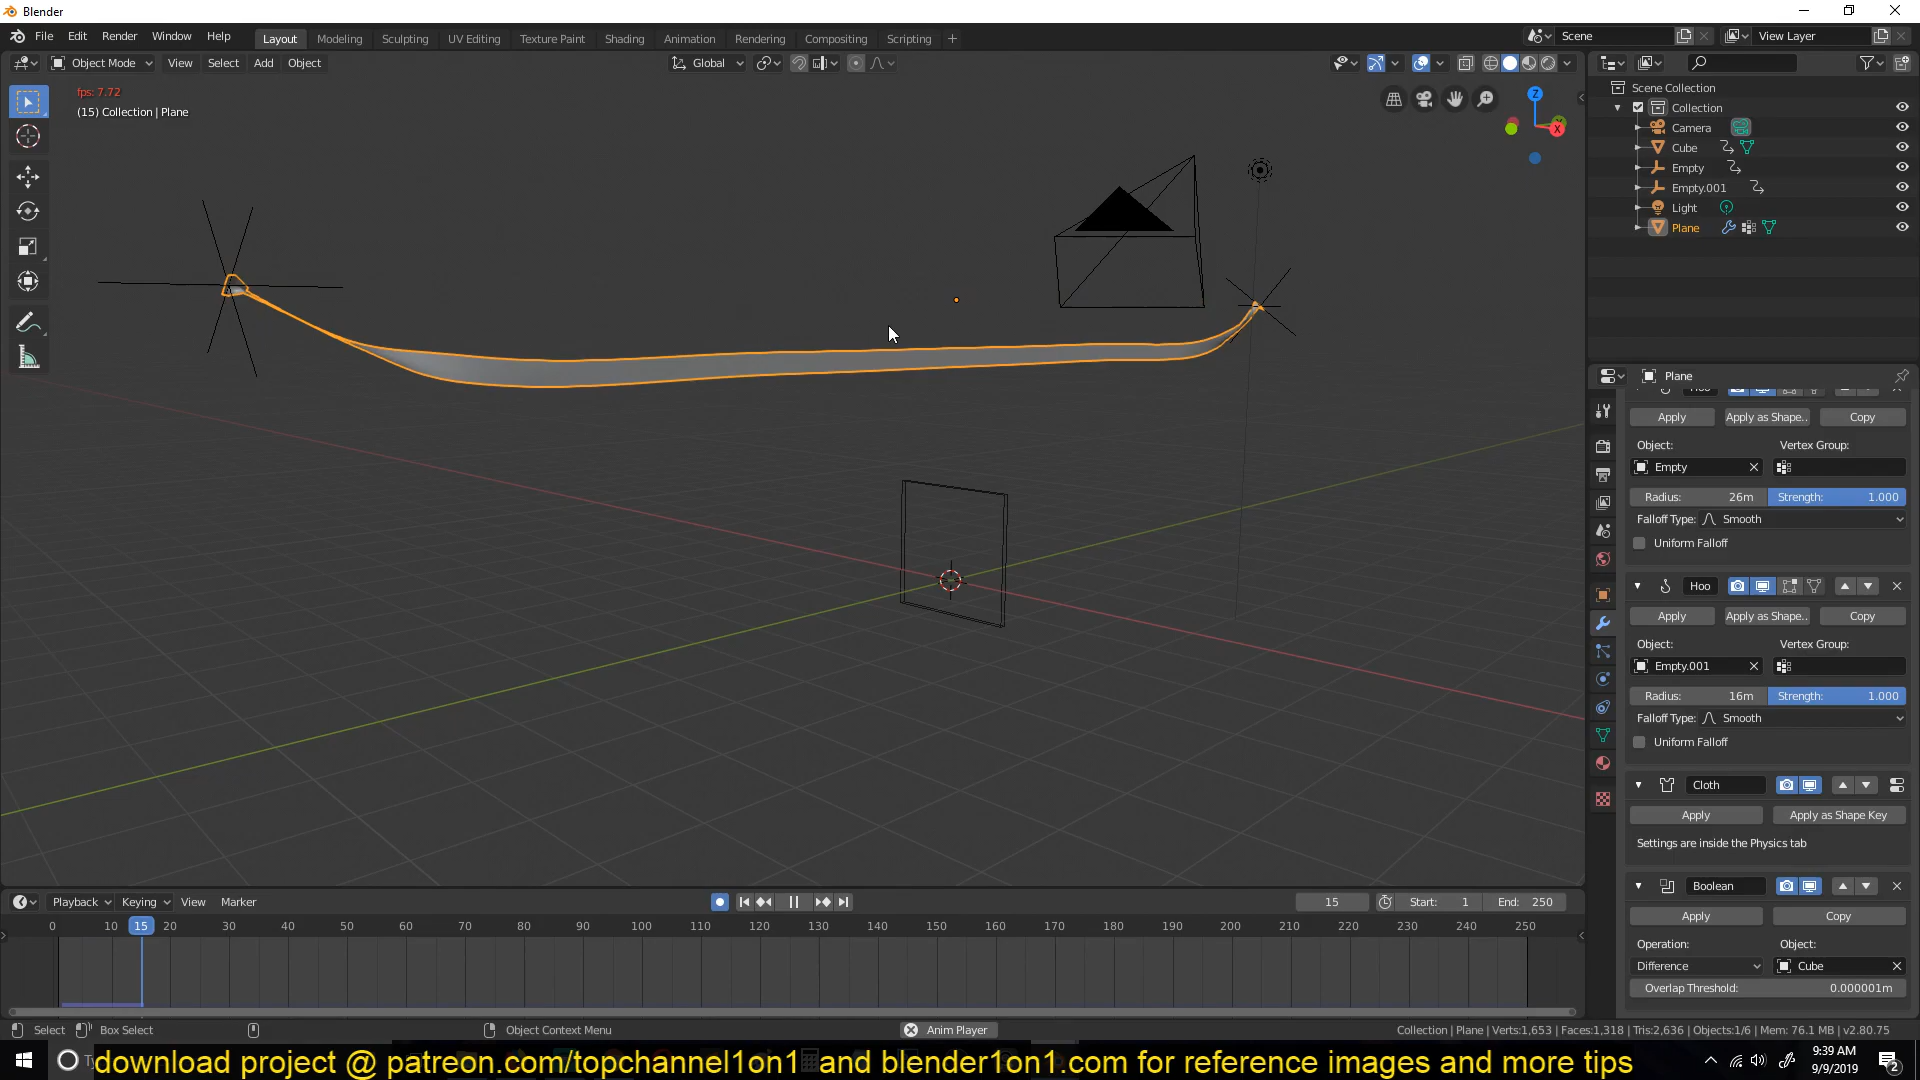 Blender
File Edit Render Window Help
Layout Modeling Sculpting UV Editing Texture Paint Shading Animation Rendering Compositing Scripting +
Scene View Layer
Object Mode View Select Add Object
Global
fps: 7.72
(15) Collection | Plane
Z
X
Scene Collection
Collection
Camera
Cube
Empty
Empty.001
Light
Plane
Plane
Apply Apply as Shape.. Copy
Object: Vertex Group:
Empty
Radius: 26m Strength: 1.000
Falloff Type: Smooth
Uniform Falloff
Hoo
Apply Apply as Shape.. Copy
Object: Vertex Group:
Empty.001
Radius: 16m Strength: 1.000
Falloff Type: Smooth
Uniform Falloff
Cloth
Apply Apply as Shape Key
Settings are inside the Physics tab
Boolean
Apply Copy
Operation: Object:
Difference Cube
Overlap Threshold: 0.000001m
Playback Keying View Marker
15 Start: 1 End: 250
0 10 15 20 30 40 50 60 70 80 90 100 110 120 130 140 150 160 170 180 190 200 210 220 230 240 250
Select Box Select Object Context Menu Anim Player Collection | Plane | Verts:1,653 | Faces:1,318 | Tris:2,636 | Objects:1/6 | Mem: 76.1 MB | v2.80.75
download project @ patreon.com/topchannel1on1 and blender1on1.com for reference images and more tips
9:39 AM
9/9/2019
2